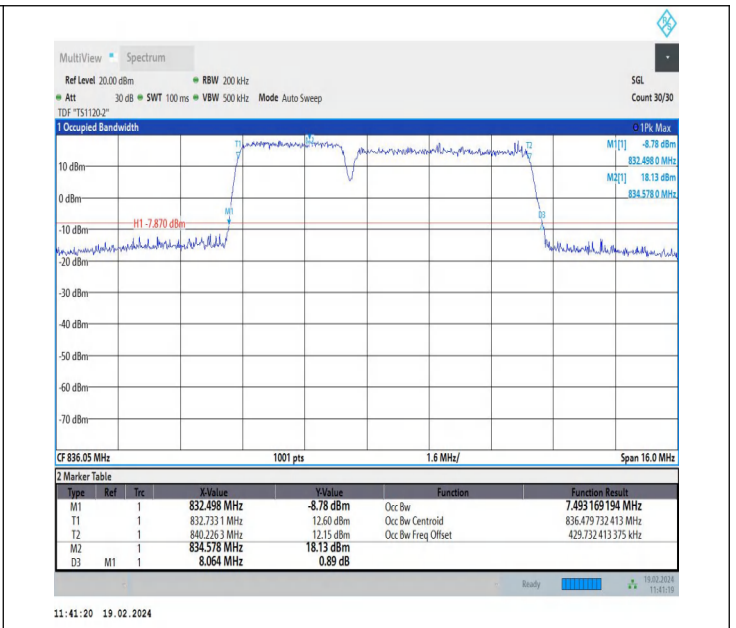 MultiView Spectrum
Ref Level 20.00 dBm RBW 200 kHz SGL
Att 30 dB SWT 100 ms VBW 500 kHz Mode Auto Sweep Count 30/30
TDF "TS1120-2"
1 Occupied Bandwidth 1Pk Max
M1[1] -8.78 dBm
832.498 0 MHz
M2[1] 18.13 dBm
834.578 0 MHz
T1
M2
T2
10 dBm
0 dBm
M1
D3
H1 -7.870 dBm
-10 dBm
-20 dBm
-30 dBm
-40 dBm
-50 dBm
-60 dBm
-70 dBm
CF 836.05 MHz 1001 pts 1.6 MHz/ Span 16.0 MHz
2 Marker Table
Type Ref Trc X-Value Y-Value Function Function Result
M1 1 832.498 MHz -8.78 dBm Occ Bw 7.493 169 194 MHz
T1 1 832.733 1 MHz 12.60 dBm Occ Bw Centroid 836.479 732 413 MHz
T2 1 840.226 3 MHz 12.15 dBm Occ Bw Freq Offset 429.732 413 375 kHz
M2 1 834.578 MHz 18.13 dBm
D3 M1 1 8.064 MHz 0.89 dB
Ready 19.02.2024
11:41:19
11:41:20 19.02.2024